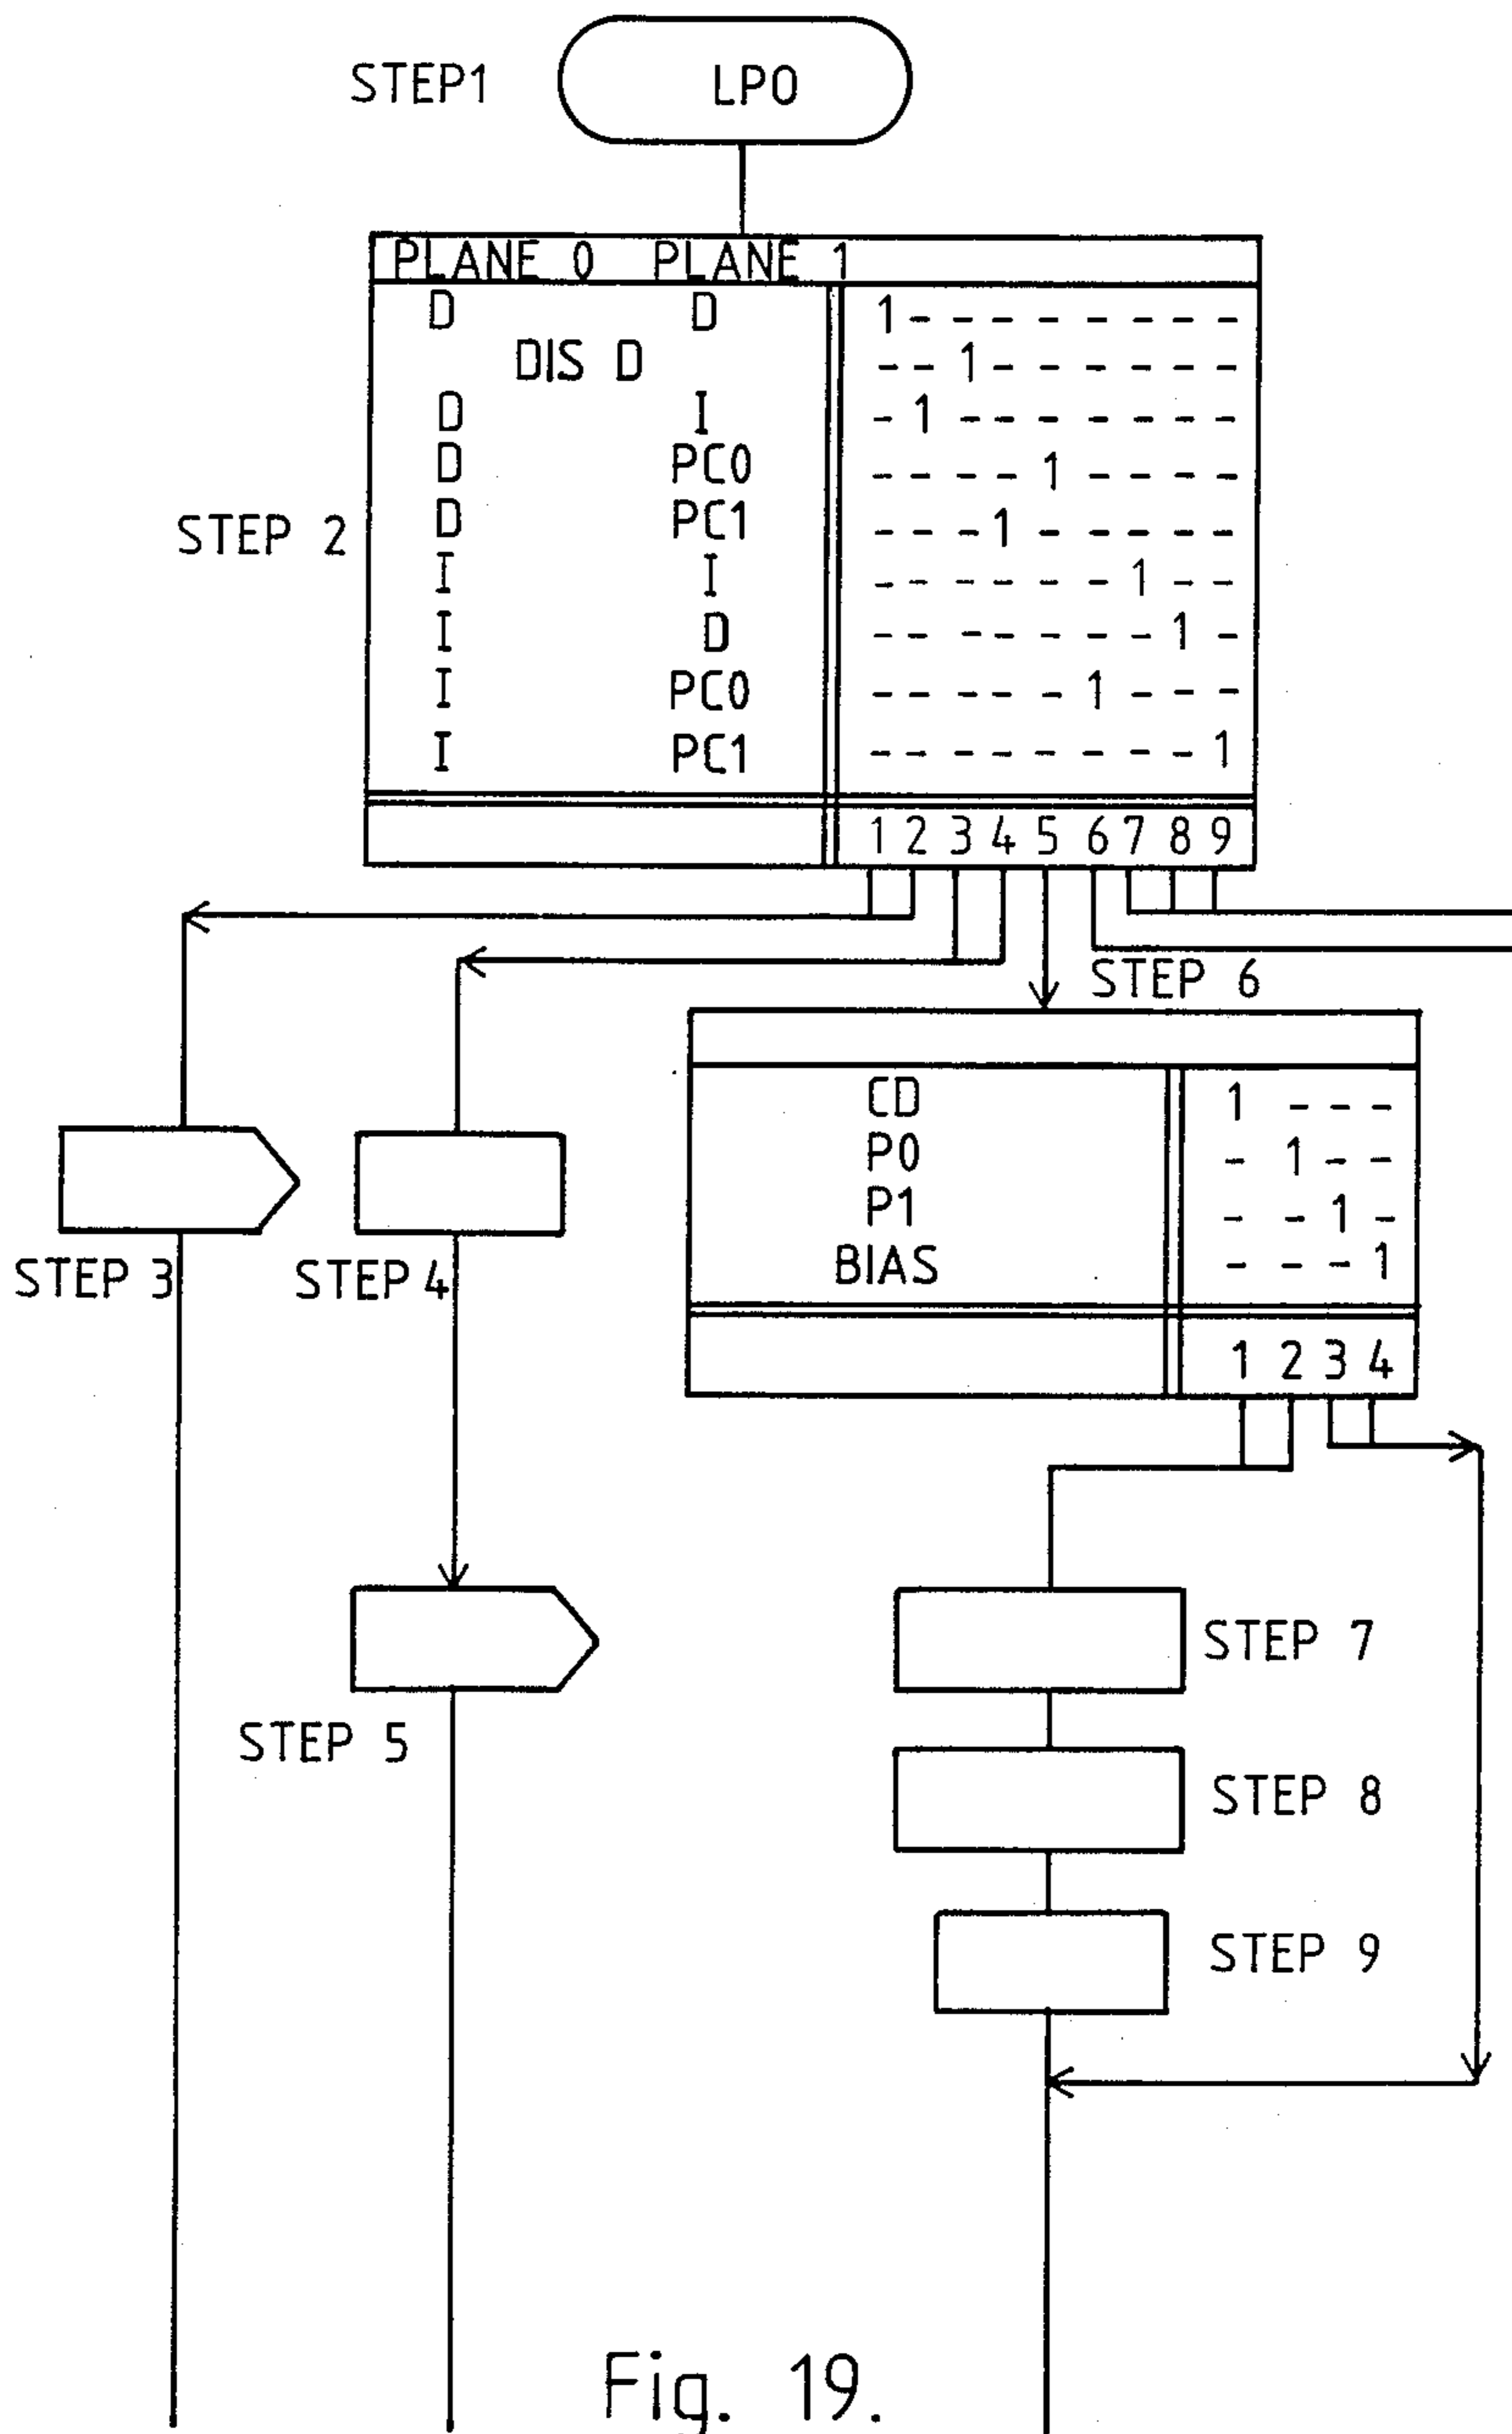 STEP1 LP0
PLANE 0 PLANE 1
D D 1 - - - - - - - -
DIS D - - 1 - - - - - -
D I - 1 - - - - - - -
D PC0 - - - - 1 - - - -
STEP 2 D PC1 - - - 1 - - - - -
I I - - - - - - 1 - -
I D - - - - - - - 1 -
I PC0 - - - - - 1 - - -
I PC1 - - - - - - - - 1
1 2 3 4 5 6 7 8 9
STEP 6
CD 1 - - -
P0 - 1 - -
P1 - - 1 -
BIAS - - - 1
STEP 3 STEP 4
1 2 3 4
STEP 7
STEP 5
STEP 8
STEP 9
Fig. 19.